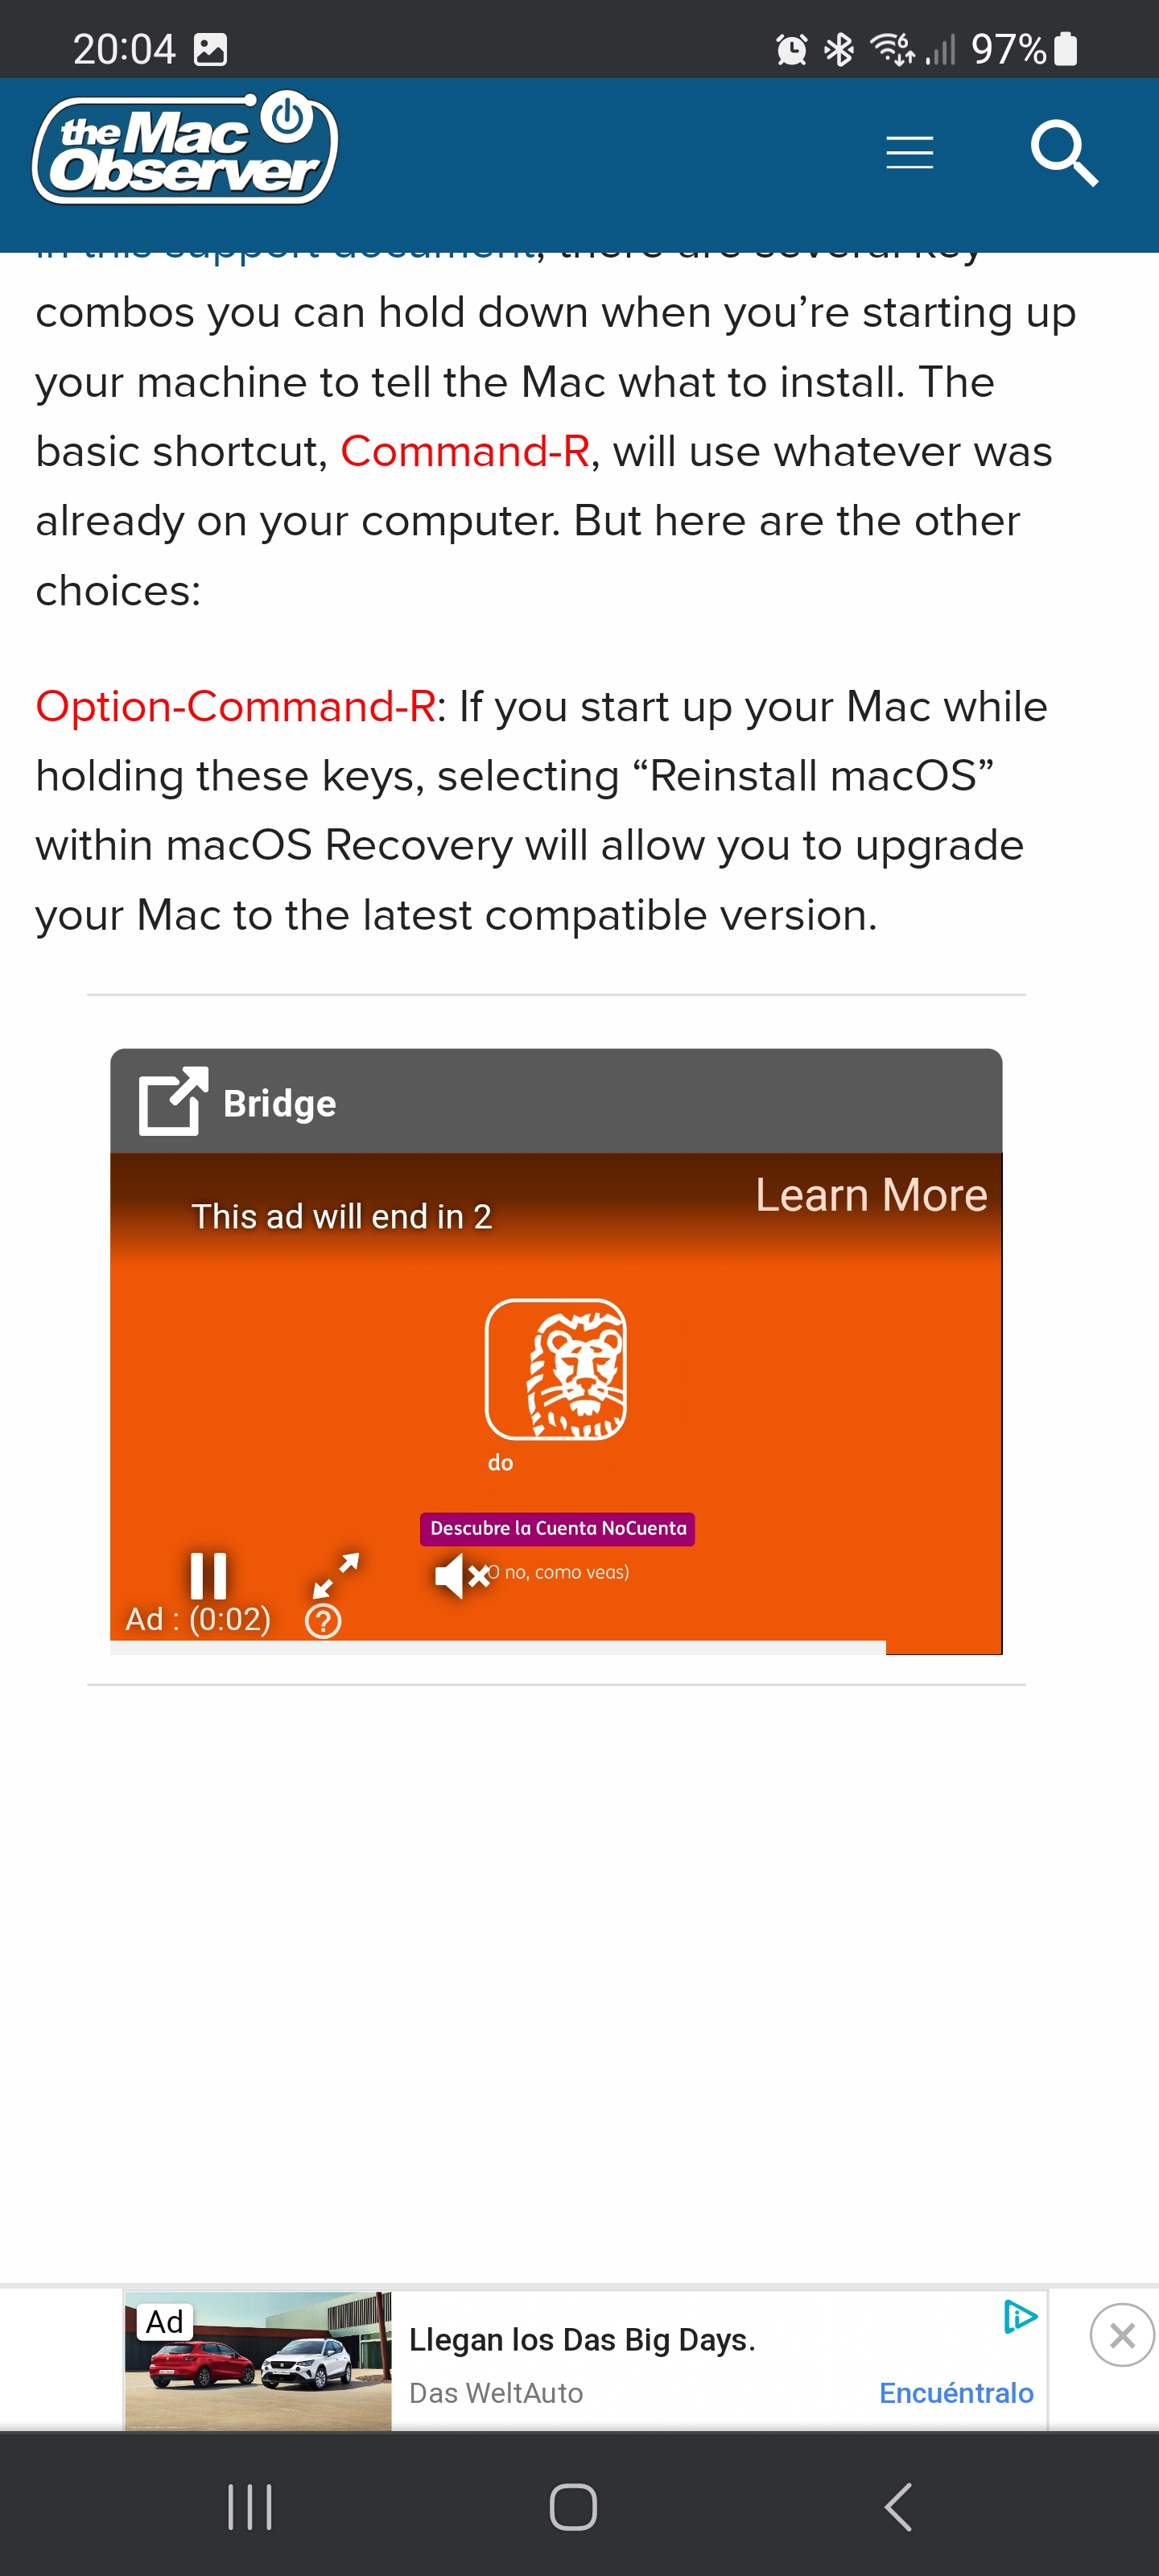 20:04
97%
the Mac
Observer
in this support document, there are several key
combos you can hold down when you’re starting up
your machine to tell the Mac what to install. The
basic shortcut, Command-R, will use whatever was
already on your computer. But here are the other
choices:
Option-Command-R: If you start up your Mac while
holding these keys, selecting “Reinstall macOS”
within macOS Recovery will allow you to upgrade
your Mac to the latest compatible version.
Bridge
This ad will end in 2
Learn More
do
Descubre la Cuenta NoCuenta
O no, como veas)
Ad : (0:02)
Ad
Llegan los Das Big Days.
Das WeltAuto
Encuéntralo